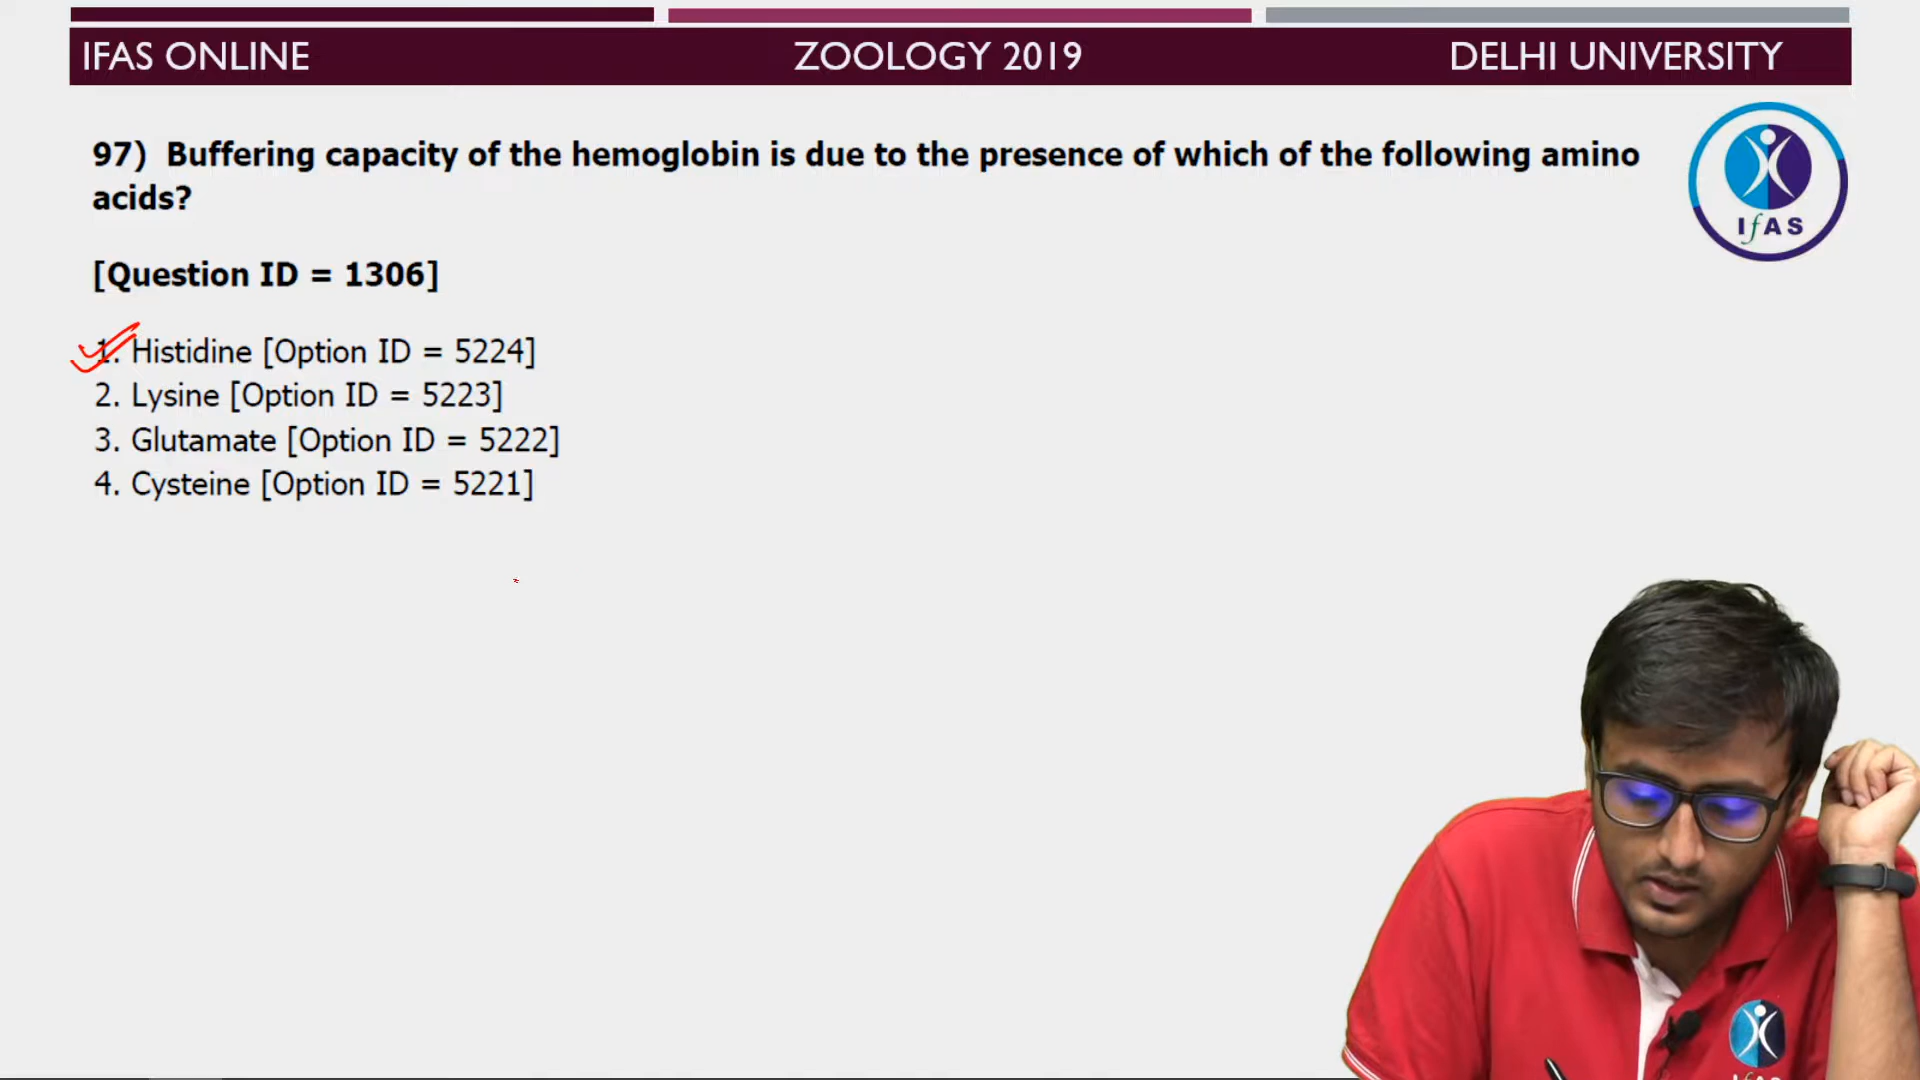 IFAS ONLINE ZOOLOGY 2019 DELHI UNIVERSITY
97) Buffering capacity of the hemoglobin is due to the presence of which of the following amino
acids?
IfAS
[Question ID = 1306]
1. Histidine [Option ID = 5224]
2. Lysine [Option ID = 5223]
3. Glutamate [Option ID = 5222]
4. Cysteine [Option ID = 5221]